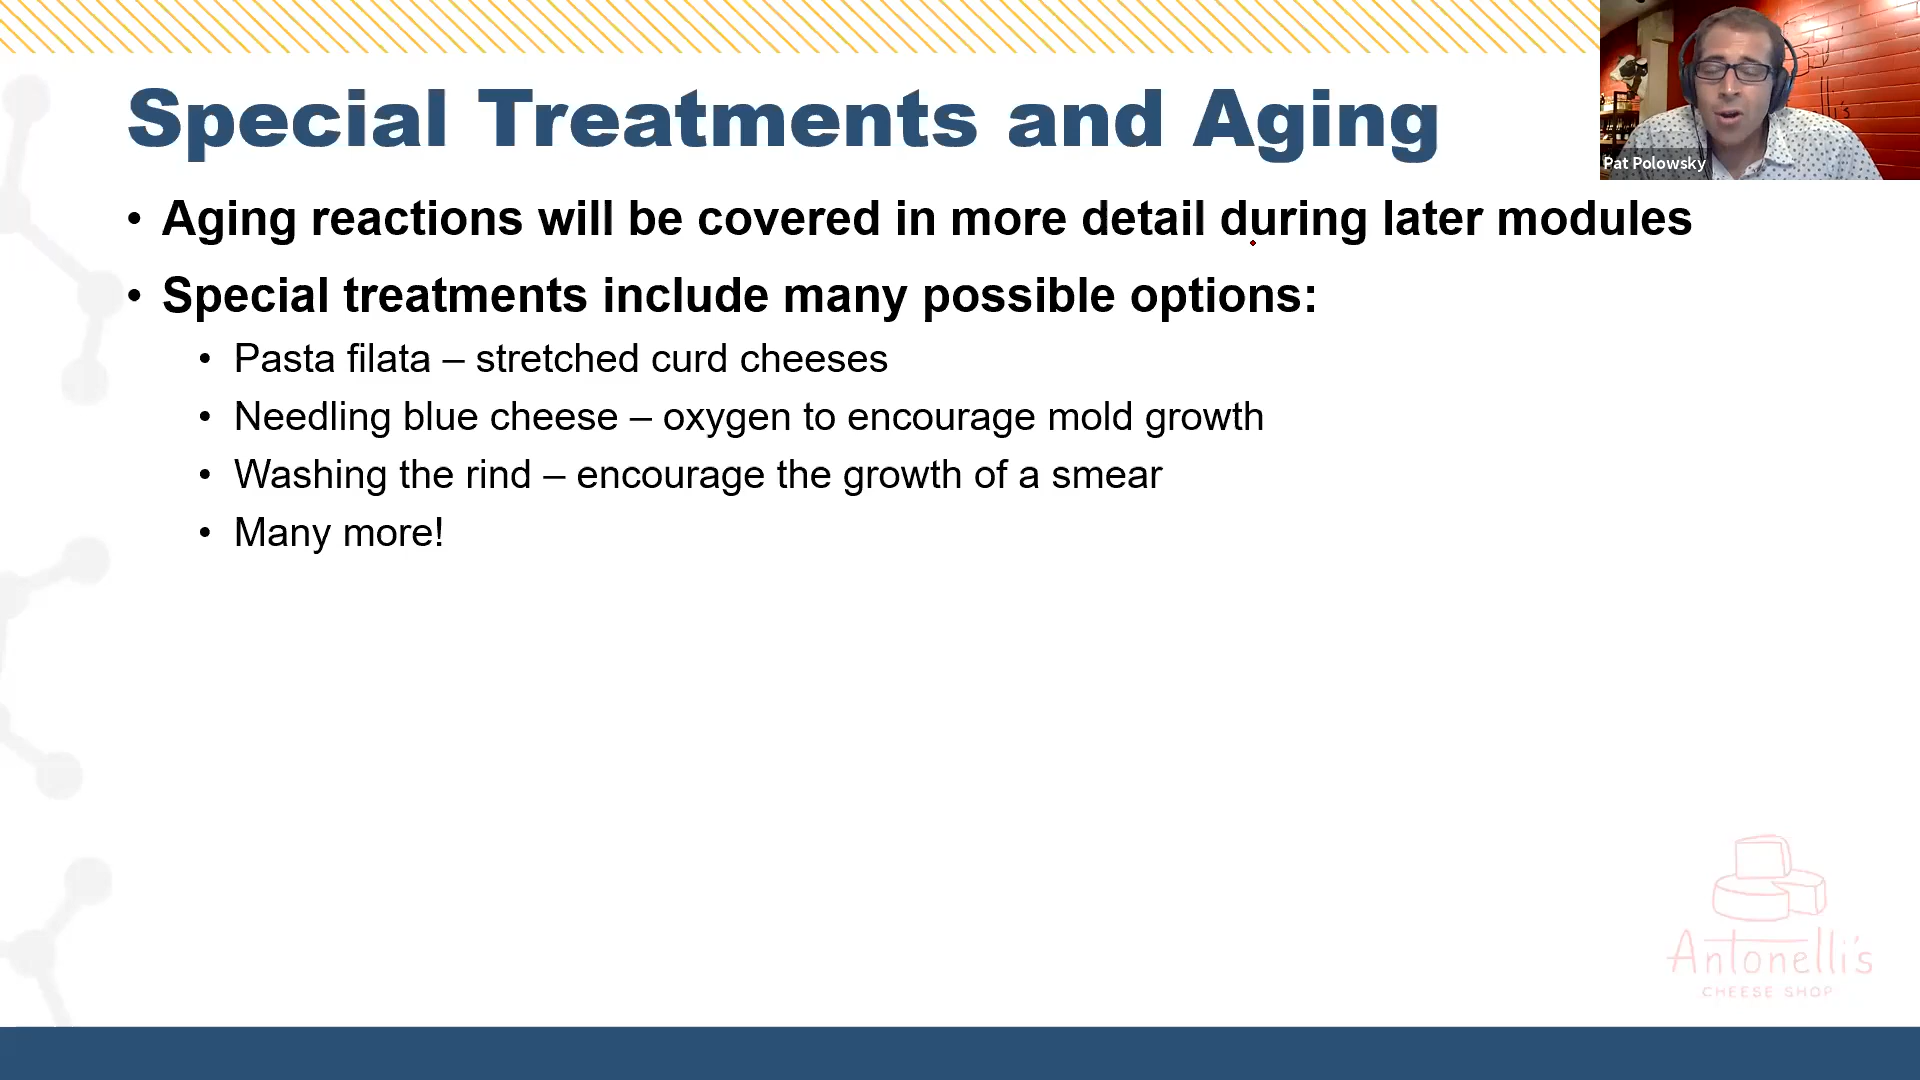 Special Treatments and Aging
Pat Polowsky
• Aging reactions will be covered in more detail during later modules
• Special treatments include many possible options:
• Pasta filata – stretched curd cheeses
• Needling blue cheese – oxygen to encourage mold growth
• Washing the rind – encourage the growth of a smear
• Many more!
Antonelli's
CHEESE SHOP